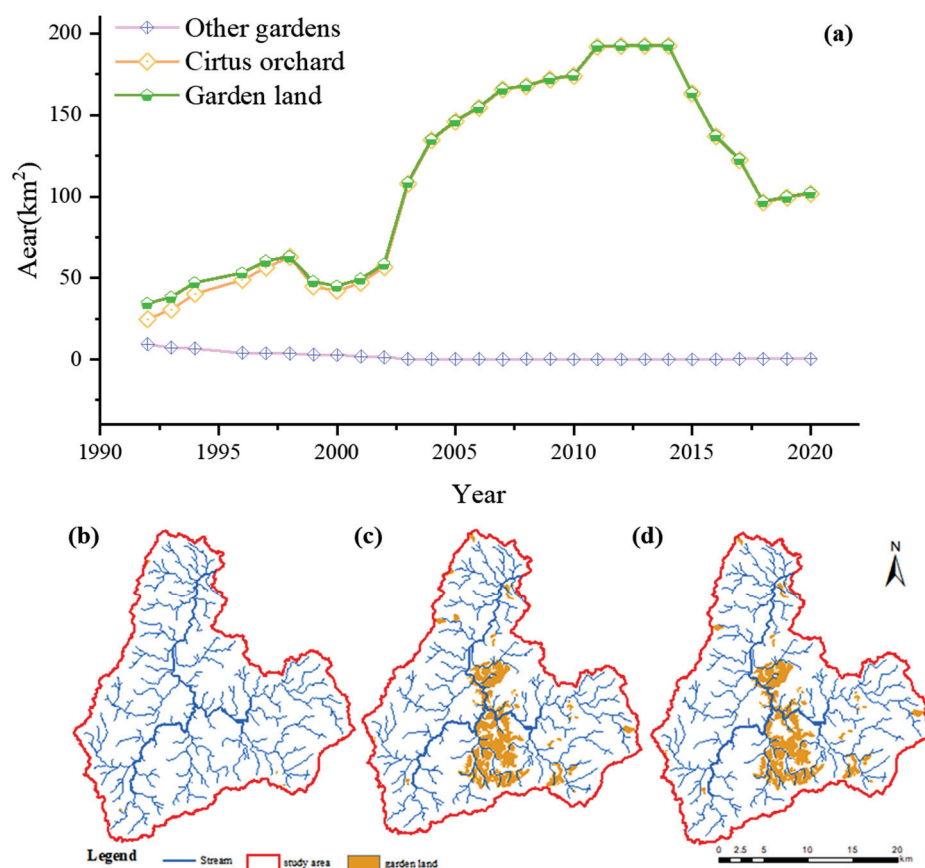 (a)
Other gardens
Cirtus orchard
Garden land
200
150
100
50
0
Aear(km²)
1990 1995 2000 2005 2010 2015 2020
Year
(b) (c) (d)
N
0 2.5 5 10 15 20
km
Legend Stream study area garden land